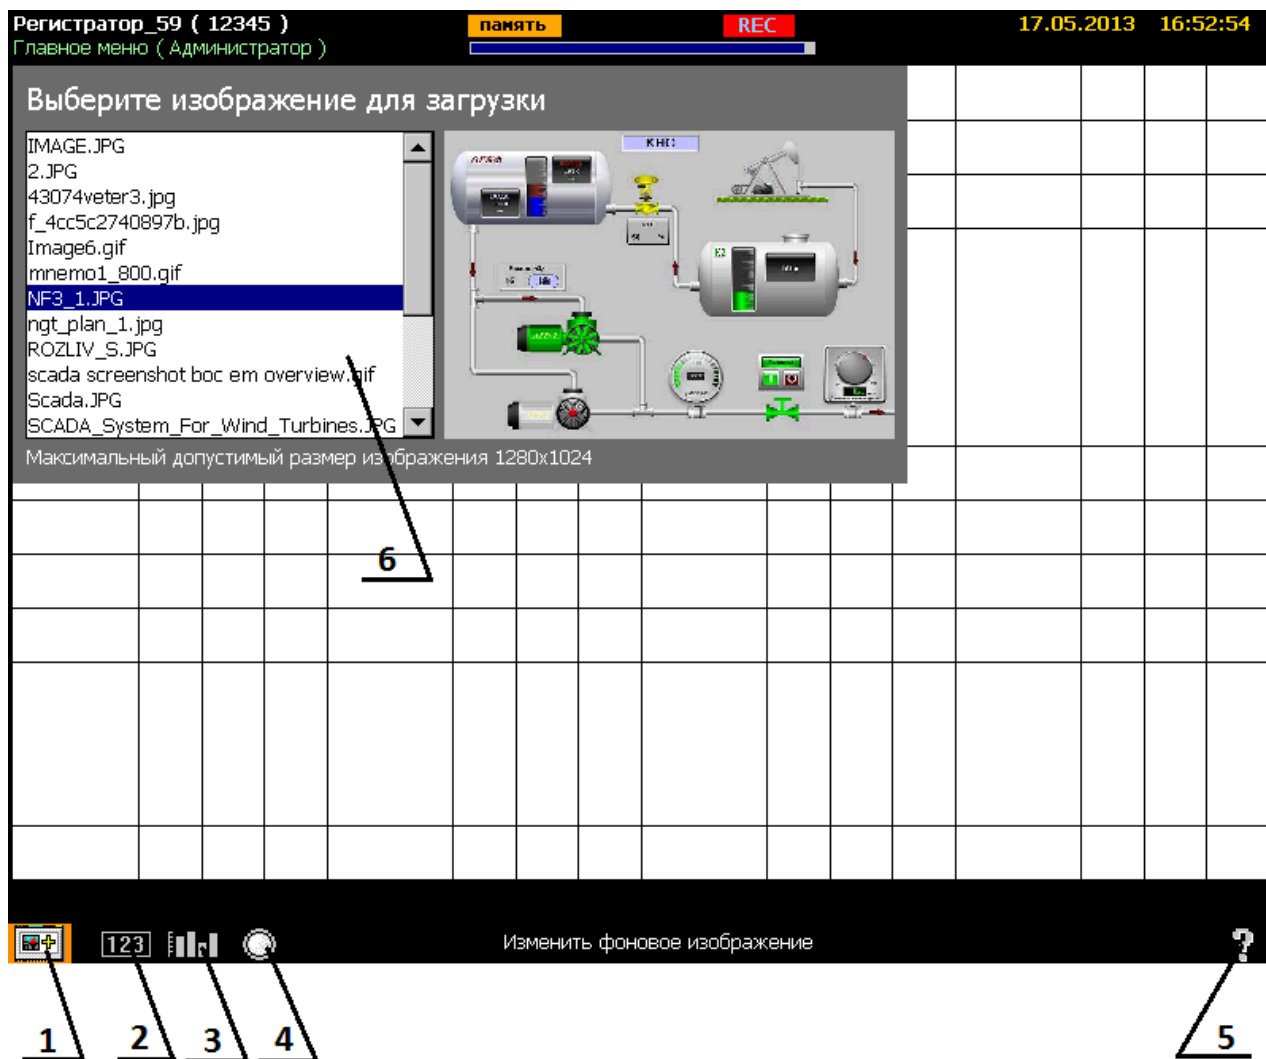 Регистратор_59 ( 12345 )
память
REC
17.05.2013 16:52:54
Главное меню ( Администратор )
Выберите изображение для загрузки
IMAGE.JPG
2.JPG
43074veter3.jpg
f_4cc5c2740897b.jpg
Image6.gif
mnemo1_800.gif
NF3_1.JPG
ngt_plan_1.jpg
ROZLIV_S.JPG
scada screenshot boc em overview.gif
Scada.JPG
SCADA_System_For_Wind_Turbines.JPG
КНС
Максимальный допустимый размер изображения 1280x1024
6
123
Изменить фоновое изображение
?
1
2
3
4
5